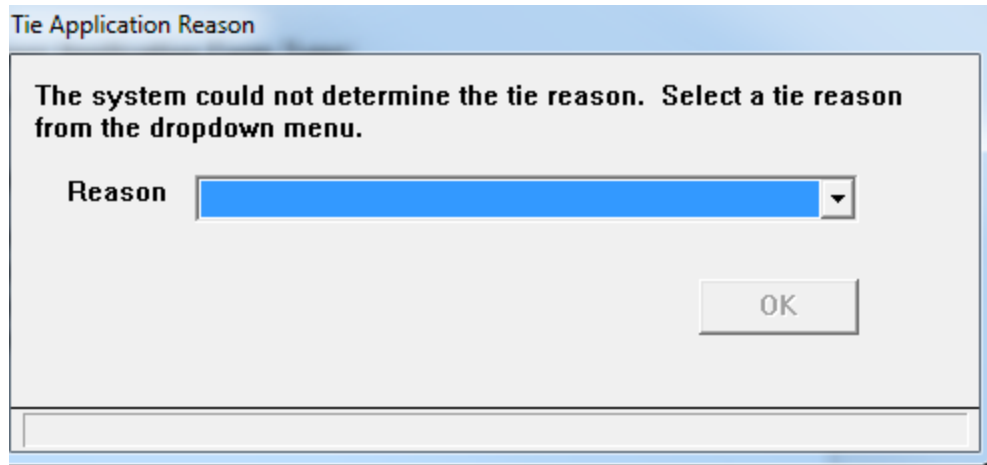 Tie Application Reason
The system could not determine the tie reason.  Select a tie reason
from the dropdown menu.
Reason
OK